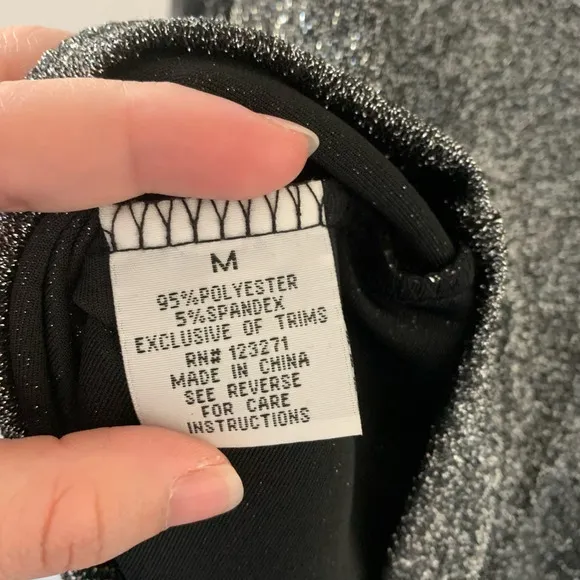 M
95%POLYESTER
5%SPANDEX
EXCLUSIVE OF TRIMS
RN# 123271
MADE IN CHINA
SEE REVERSE
FOR CARE
INSTRUCTIONS